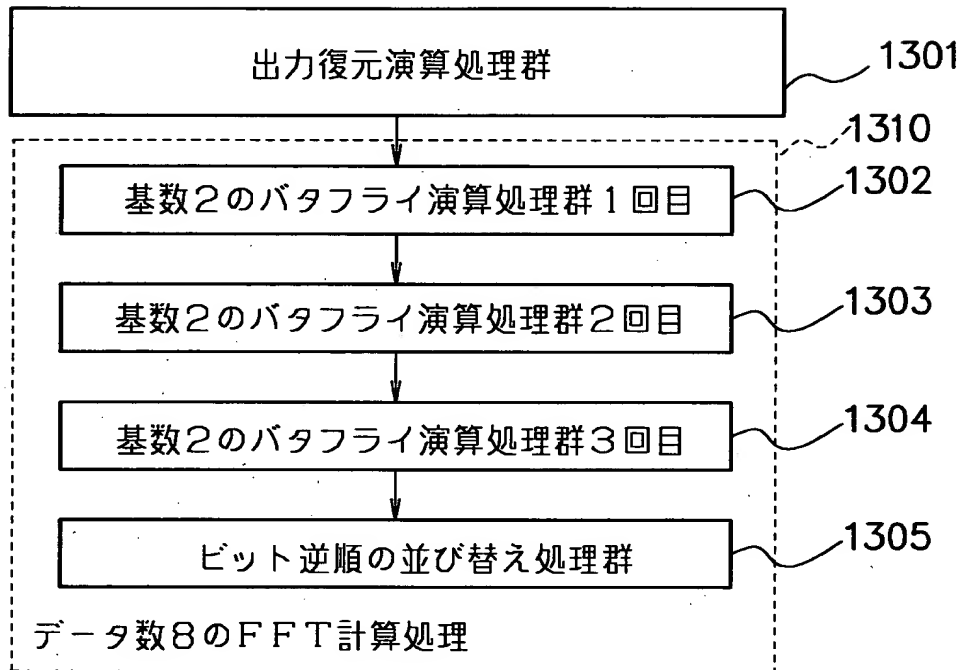 出力復元演算処理群
1301
1310
基数2のバタフライ演算処理群1回目
1302
基数2のバタフライ演算処理群2回目
1303
基数2のバタフライ演算処理群3回目
1304
ビット逆順の並び替え処理群
1305
データ数8のFFT計算処理